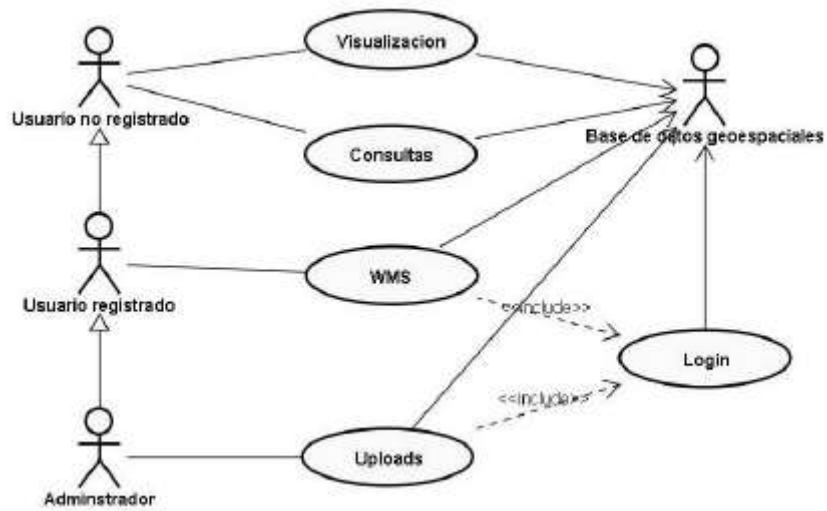 Visualizacion
Usuario no registrado
Base de datos geoespaciales
Consultas
WMS
Usuario registrado
<<include>>
Login
<<include>>
Uploads
Adminstrador